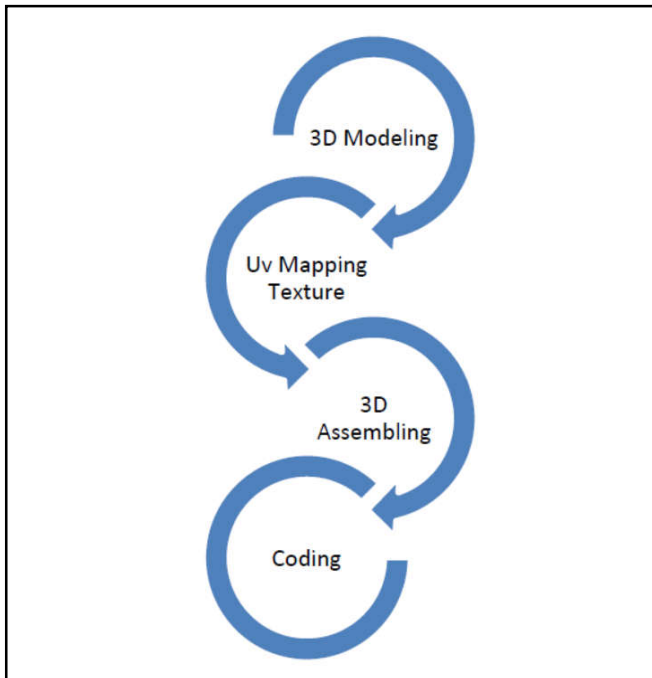 3D Modeling
Uv Mapping
Texture
3D
Assembling
Coding